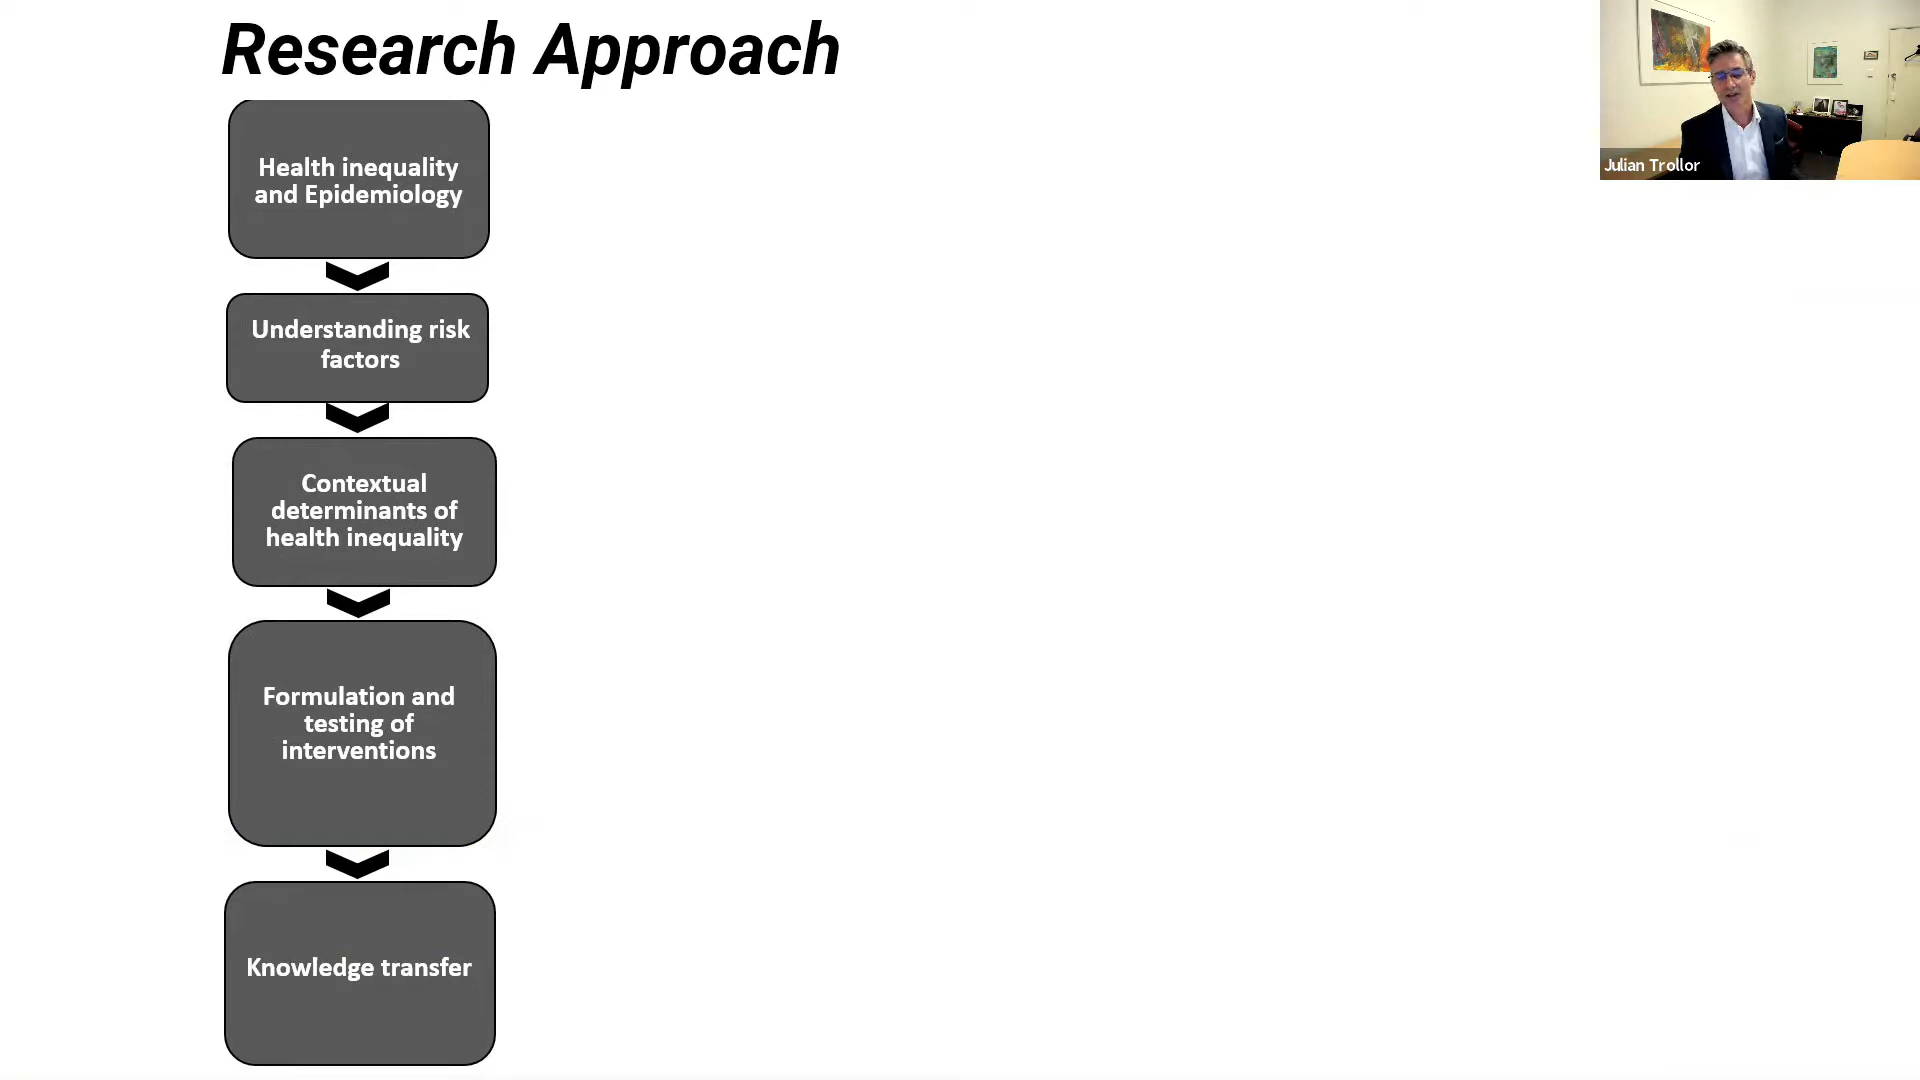 Research Approach
Julian Trollor
Health inequality
and Epidemiology
Understanding risk
factors
Contextual
determinants of
health inequality
Formulation and
testing of
interventions
Knowledge transfer